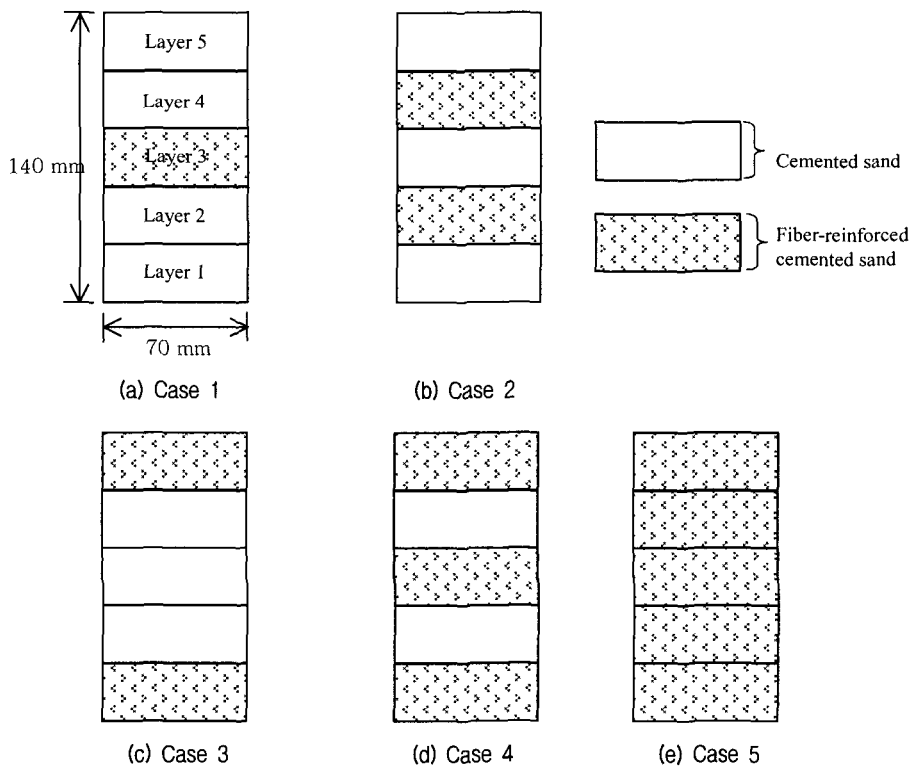 Layer 5
Layer 4
Layer 3
Layer 2
Layer 1
140 mm
70 mm
(a) Case 1
(b) Case 2
Cemented sand
Fiber-reinforced
cemented sand
(c) Case 3
(d) Case 4
(e) Case 5